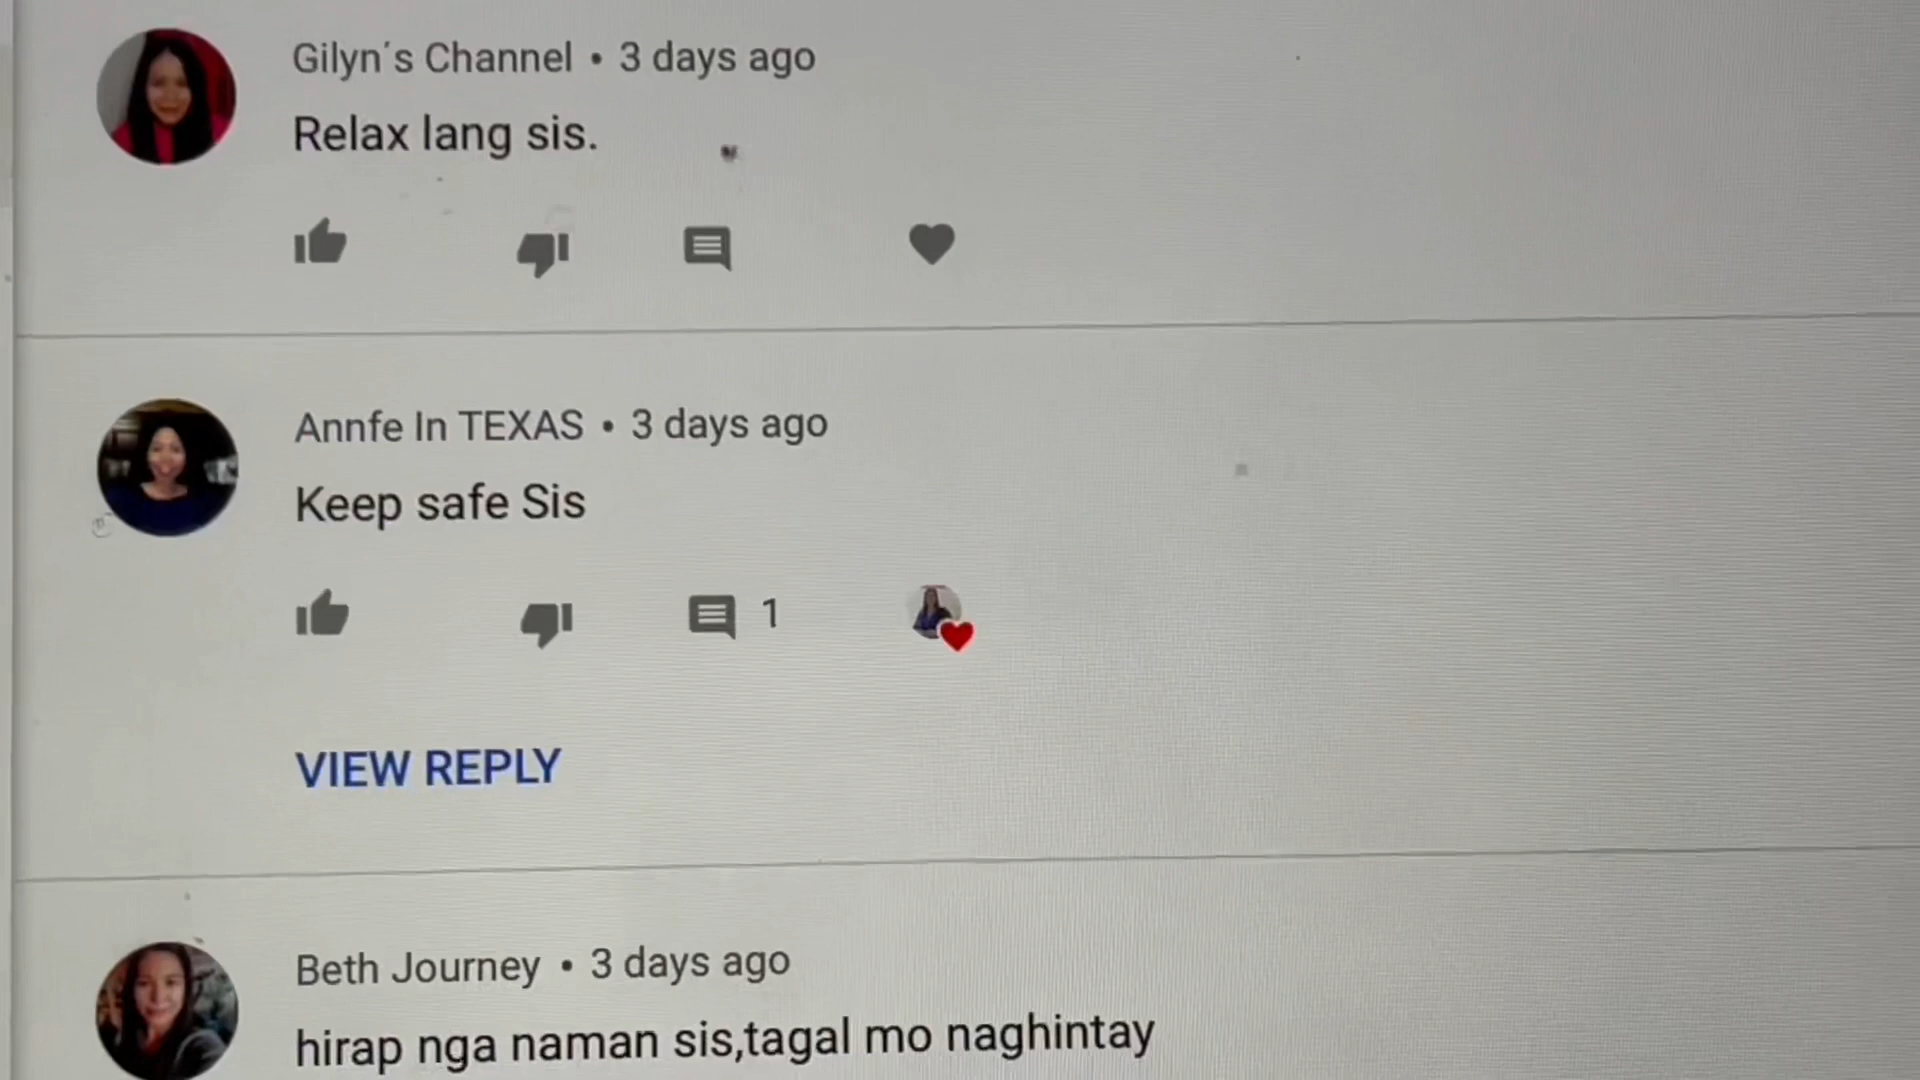 Gilyn´s Channel • 3 days ago
Relax lang sis.
Annfe In TEXAS • 3 days ago
Keep safe Sis
1
VIEW REPLY
Beth Journey • 3 days ago
hirap nga naman sis,tagal mo naghintay